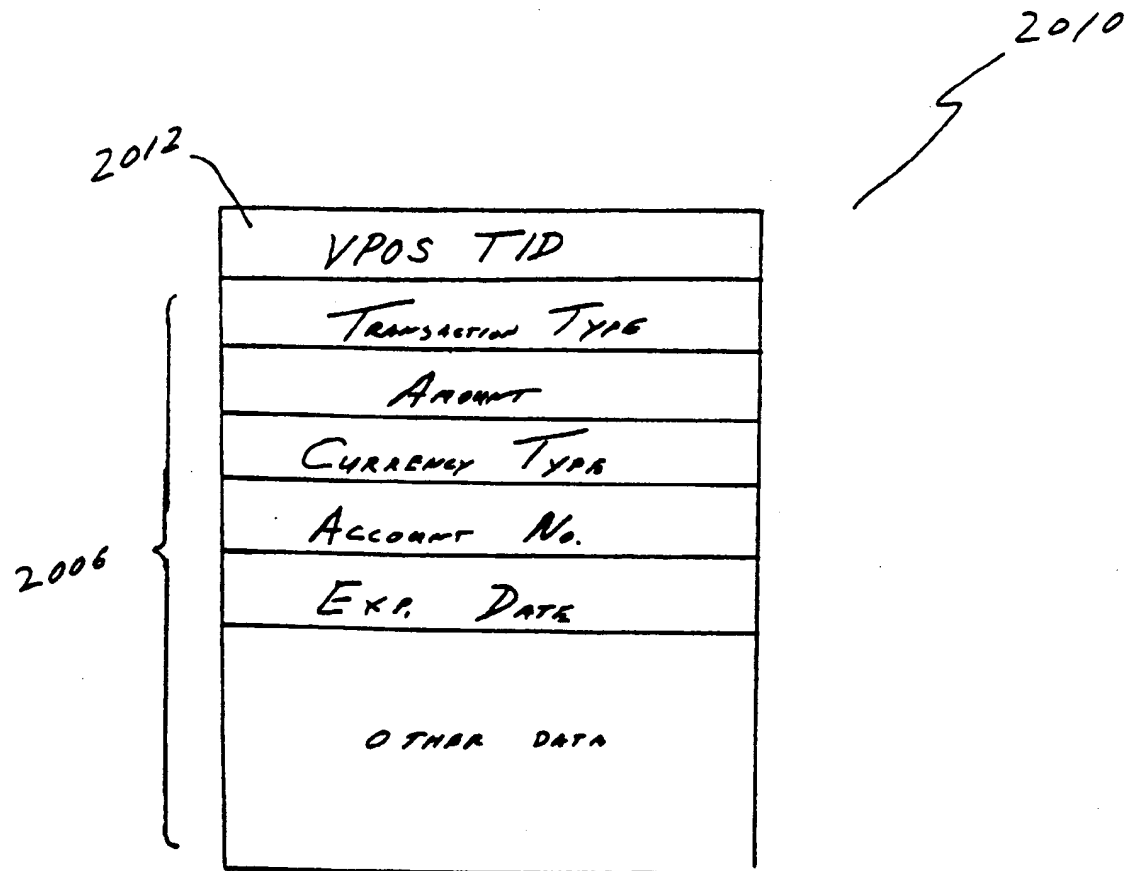 2010
2012
VPOS TID
TRANSACTION TYPE
AMOUNT
CURRENCY TYPE
ACCOUNT NO.
EXP. DATE
2006
OTHER DATA